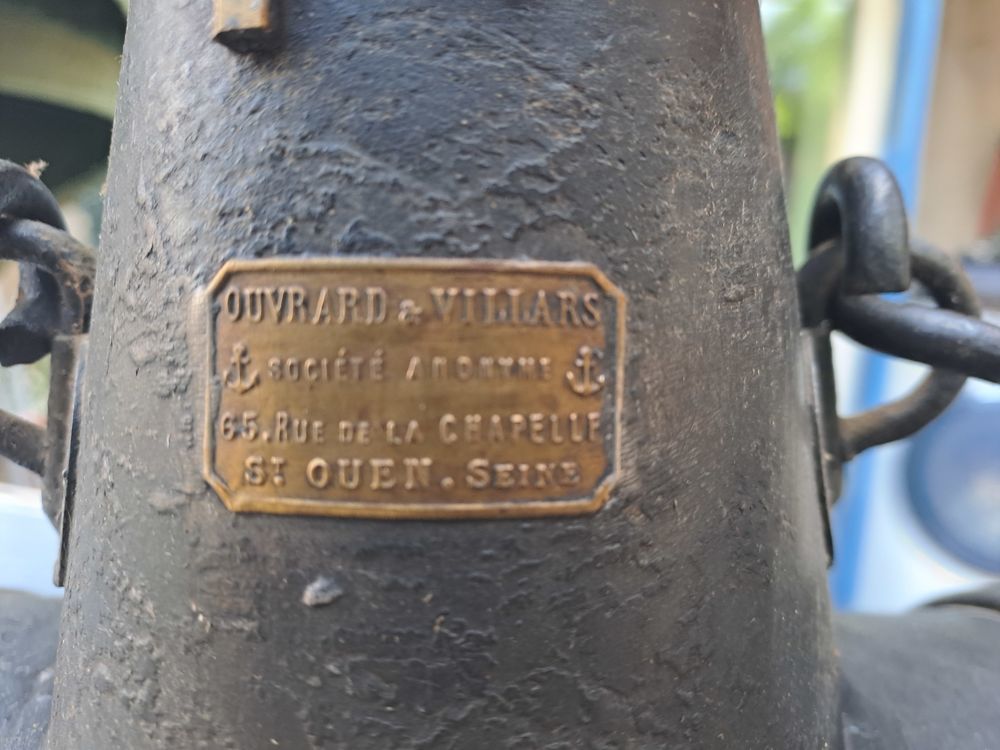 OUVRARD & VILLARS
SOCIÉTÉ ANONYME
65. RUE DE LA CHAPELLE
ST OUEN. SEINE